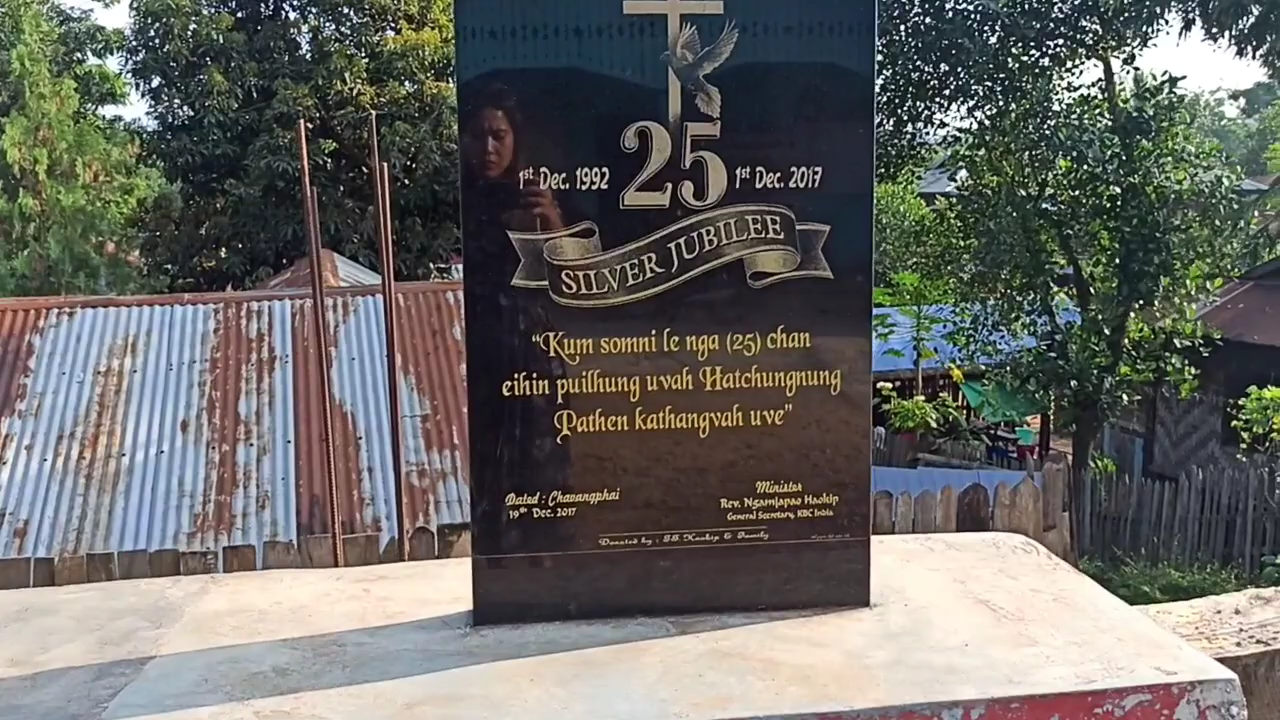 25
1st Dec. 1992
1st Dec. 2017
SILVER JUBILEE
“Kum somni le nga (25) chan
eihin puilhung uvah Hatchungnung
Pathen kathangvah uve”
Dated : Chavangphai
19th Dec. 2017
Minister
Rev. Ngamjapao Haokip
General Secretary, KBC India
Donated by : Haokip & Family